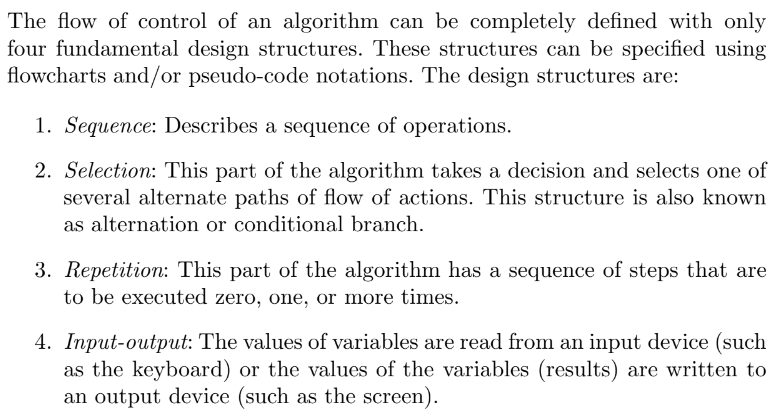 The flow of control of an algorithm can be completely defined with only
four fundamental design structures. These structures can be specified using
flowcharts and/or pseudo-code notations. The design structures are:
1. Sequence: Describes a sequence of operations.
2. Selection: This part of the algorithm takes a decision and selects one of
several alternate paths of flow of actions. This structure is also known
as alternation or conditional branch.
3. Repetition: This part of the algorithm has a sequence of steps that are
to be executed zero, one, or more times.
4. Input-output: The values of variables are read from an input device (such
as the keyboard) or the values of the variables (results) are written to
an output device (such as the screen).